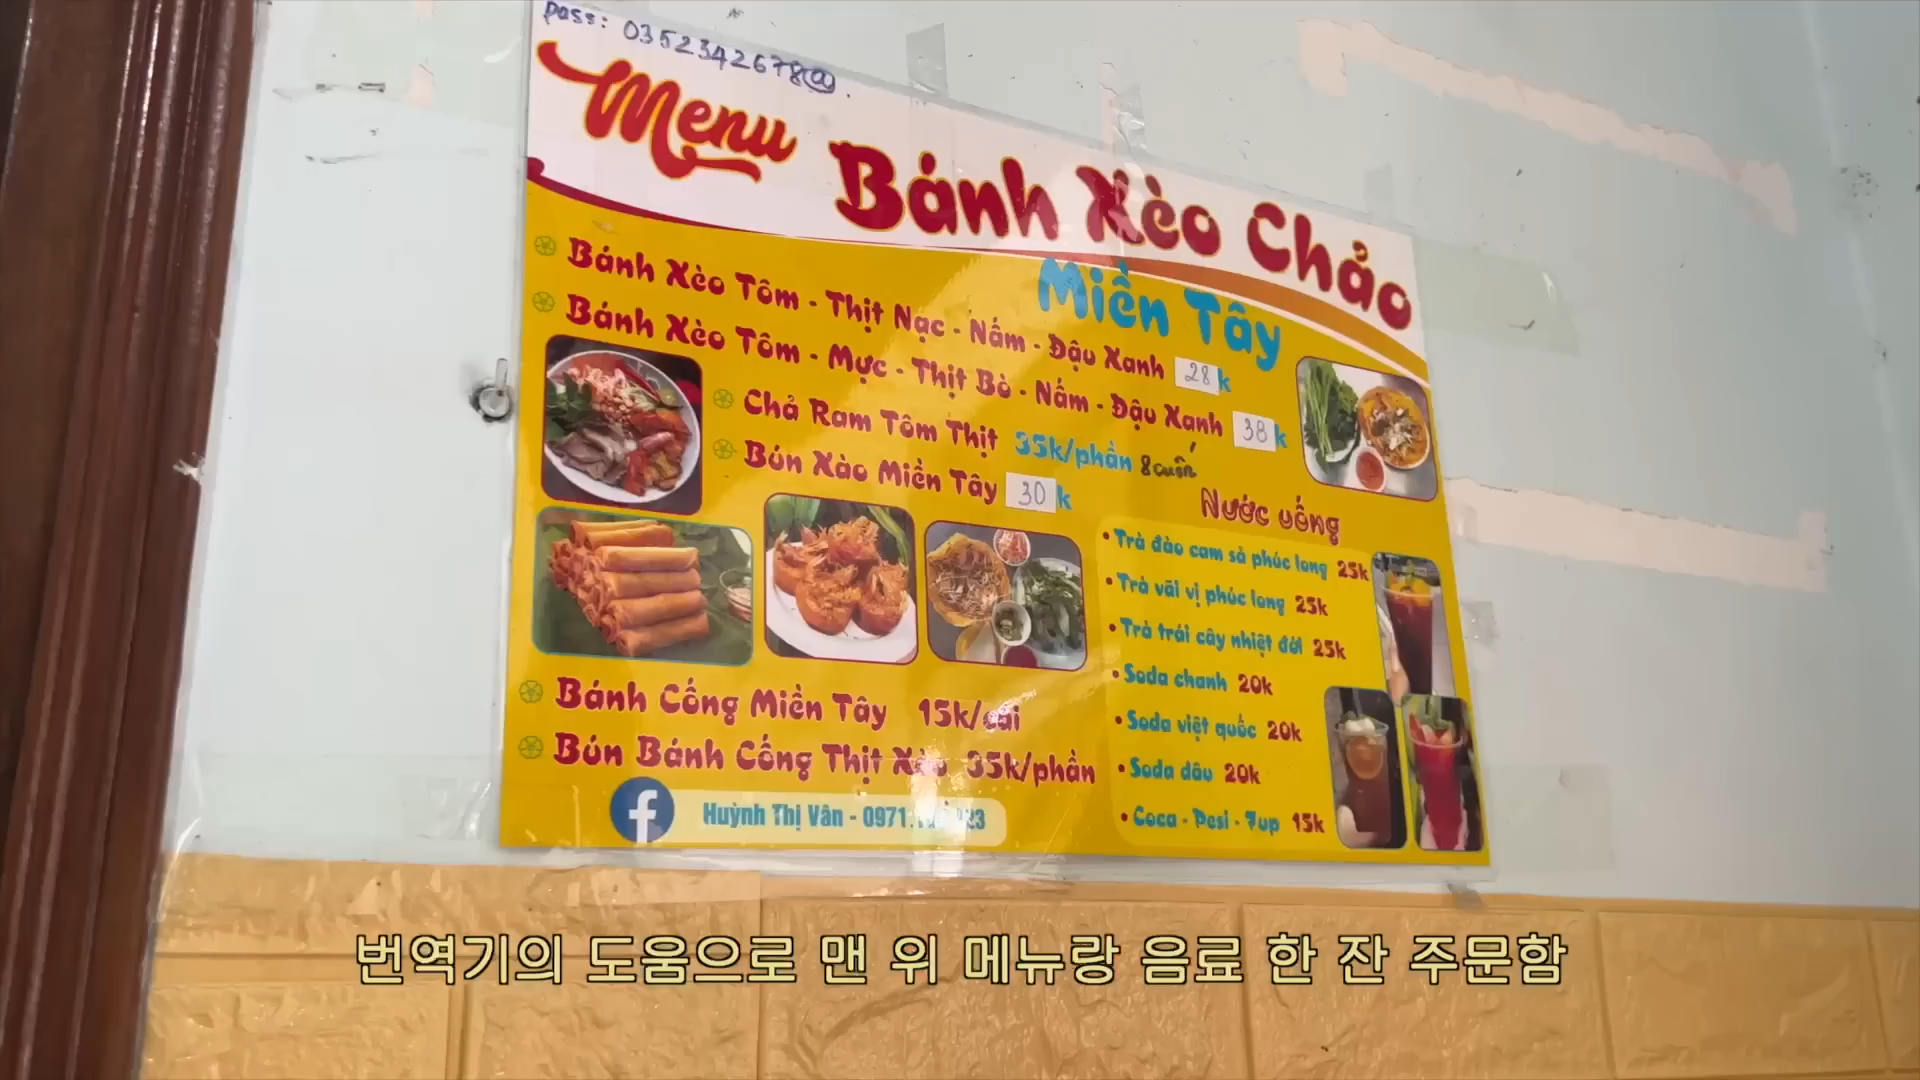 pass: 0352342678@@
Menu
Bánh Xèo Chảo
Miền Tây
Bánh Xèo Tôm - Thịt Nạc - Nấm - Đậu Xanh 28k
Bánh Xèo Tôm - Mực - Thịt Bò - Nấm - Đậu Xanh 38k
Chả Ram Tôm Thịt 35k/phần 8 cuốn
Bún Xào Miền Tây 30k
Nước uống
Trà đào cam sả phúc long 25k
Trà vãi vị phúc long 25k
Trà trái cây nhiệt đới 25k
Soda chanh 20k
Soda việt quốc 20k
Soda dâu 20k
Coca - Pesi - 7up 15k
Bánh Cống Miền Tây 15k/cái
Bún Bánh Cống Thịt Xào 35k/phần
Huỳnh Thị Vân - 0971.
번역기의 도움으로 맨 위 메뉴랑 음료 한 잔 주문함